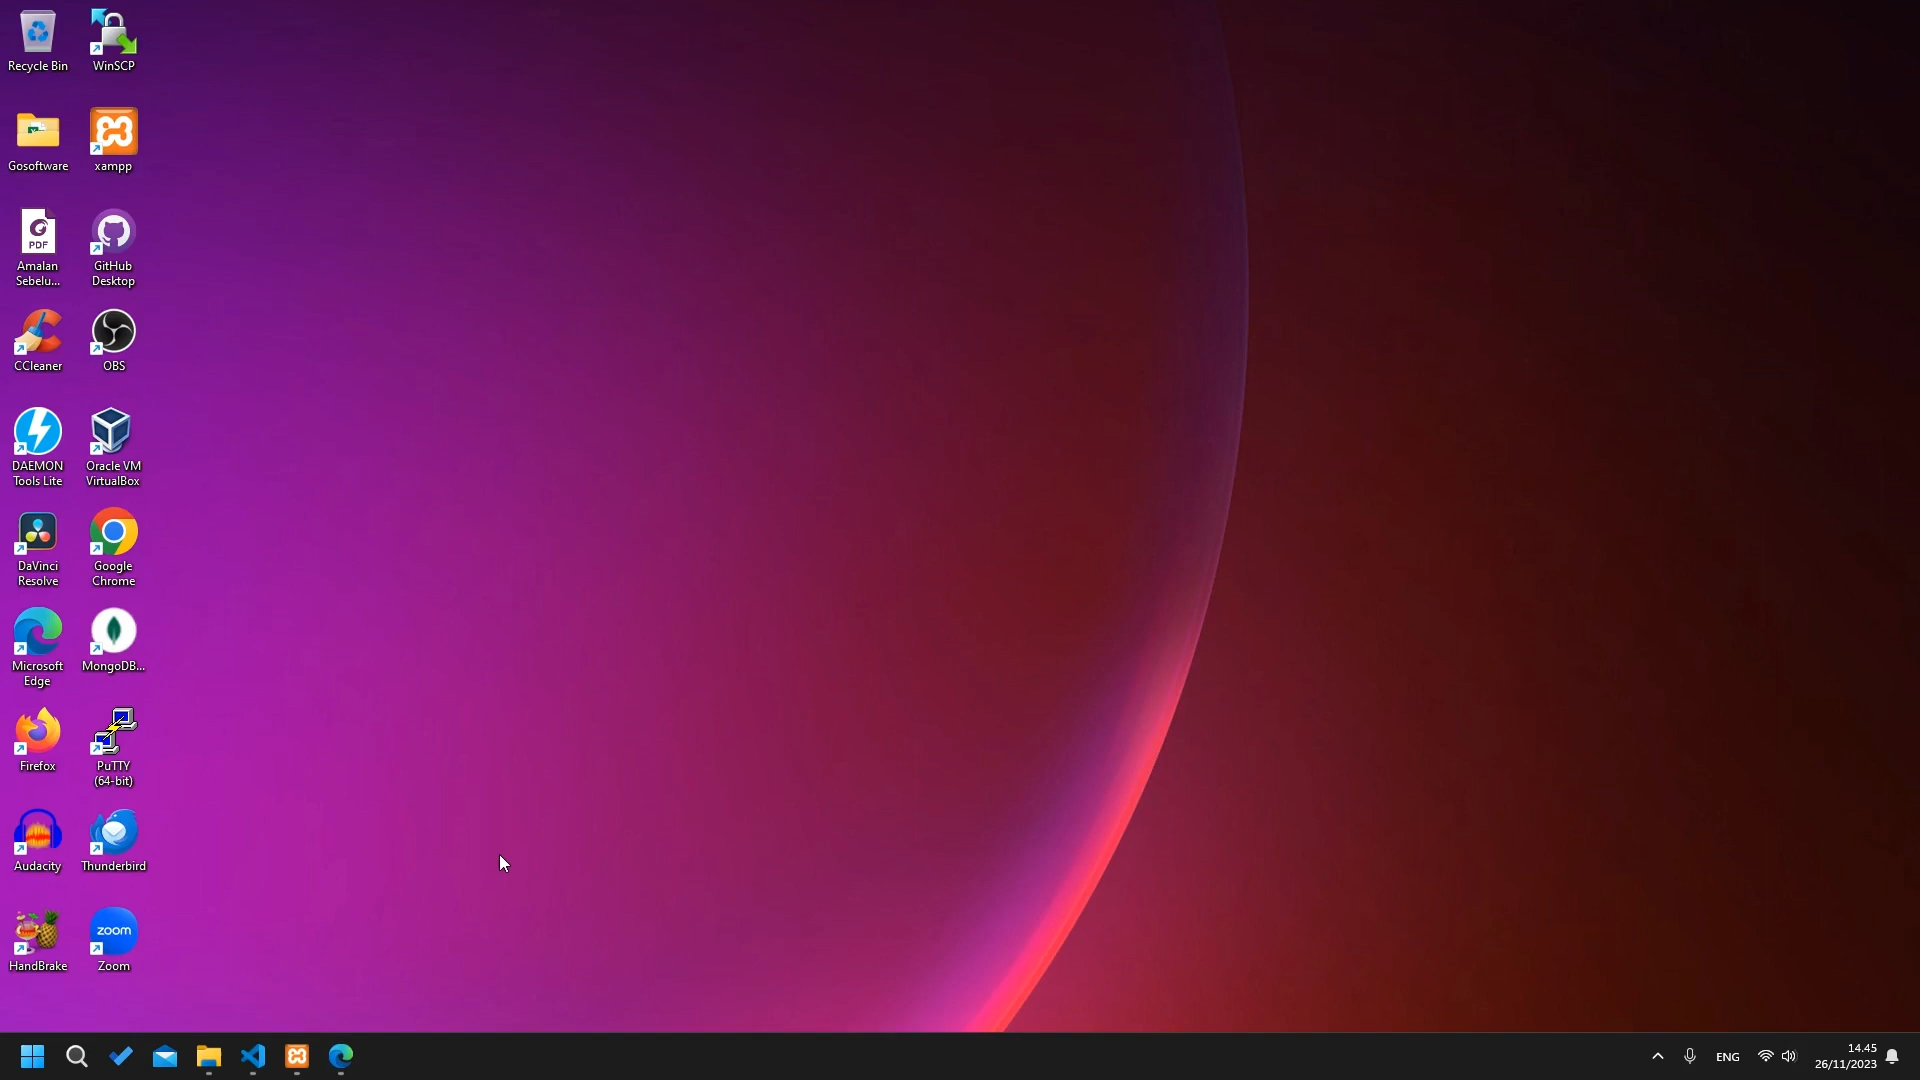 Recycle Bin
WinSCP
Gosoftware
xampp
PDF
Amalan
Sebelu...
GitHub
Desktop
CCleaner
OBS
DAEMON
Tools Lite
Oracle VM
VirtualBox
DaVinci
Resolve
Google
Chrome
Microsoft
Edge
MongoDB...
Firefox
PuTTY
(64-bit)
Audacity
Thunderbird
HandBrake
zoom
Zoom
ENG
14.45
26/11/2023